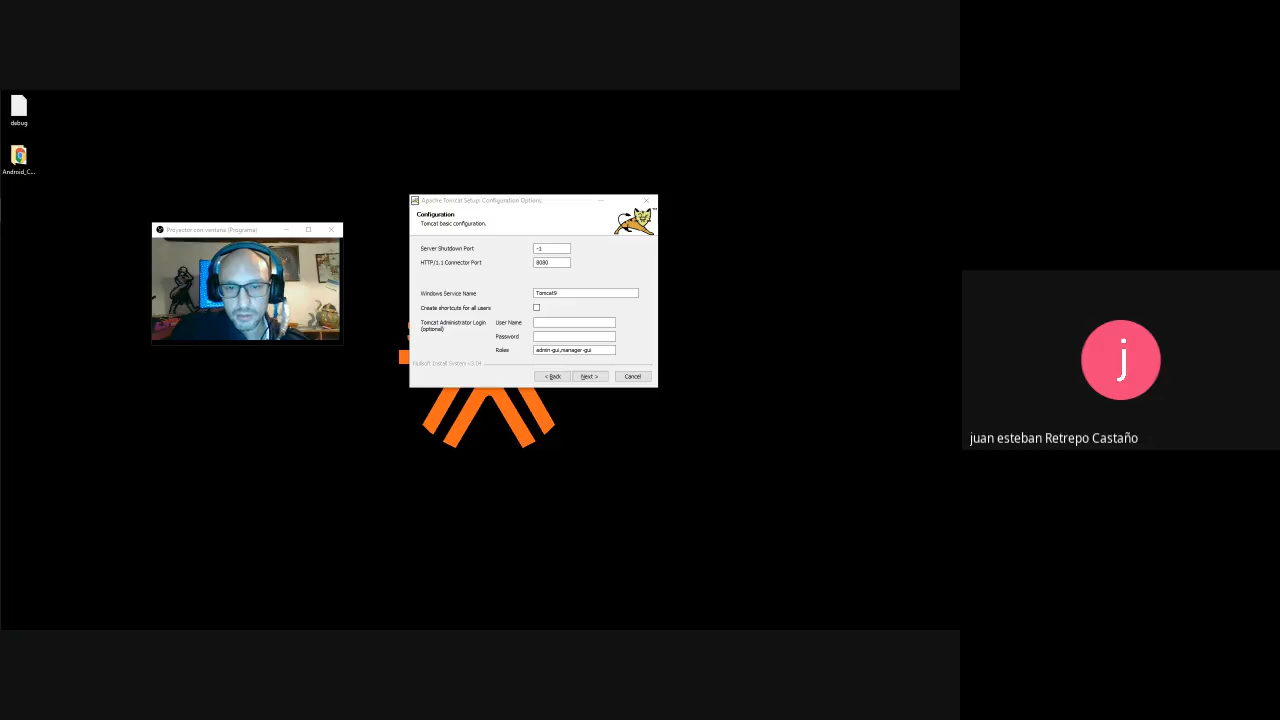 debug
Android_C...
Proyector con ventana (Programa)
Apache Tomcat Setup: Configuration Options
Configuration
Tomcat basic configuration.
Server Shutdown Port
-1
HTTP/1.1 Connector Port
8080
Windows Service Name
Tomcat9
Create shortcuts for all users
Tomcat Administrator Login
(optional)
User Name
Password
Roles
admin-gui,manager-gui
Nullsoft Install System v3.04
< Back
Next >
Cancel
j
juan esteban Retrepo Castaño